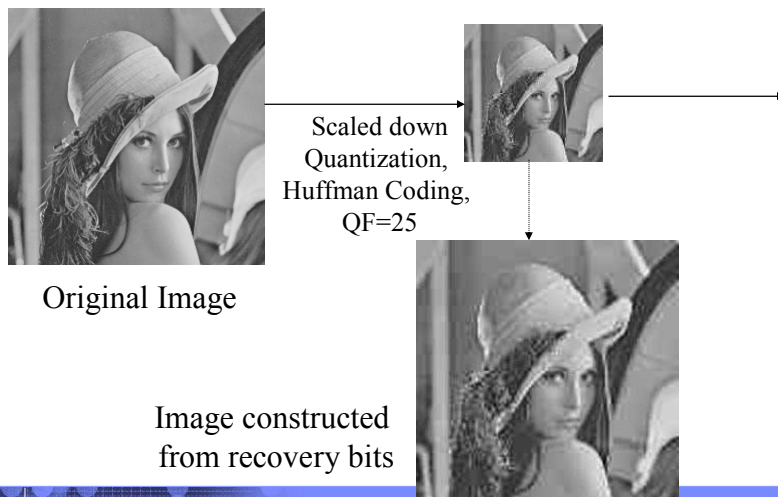 Scaled down
Quantization,
Huffman Coding,
QF=25
Original Image
Image constructed
from recovery bits